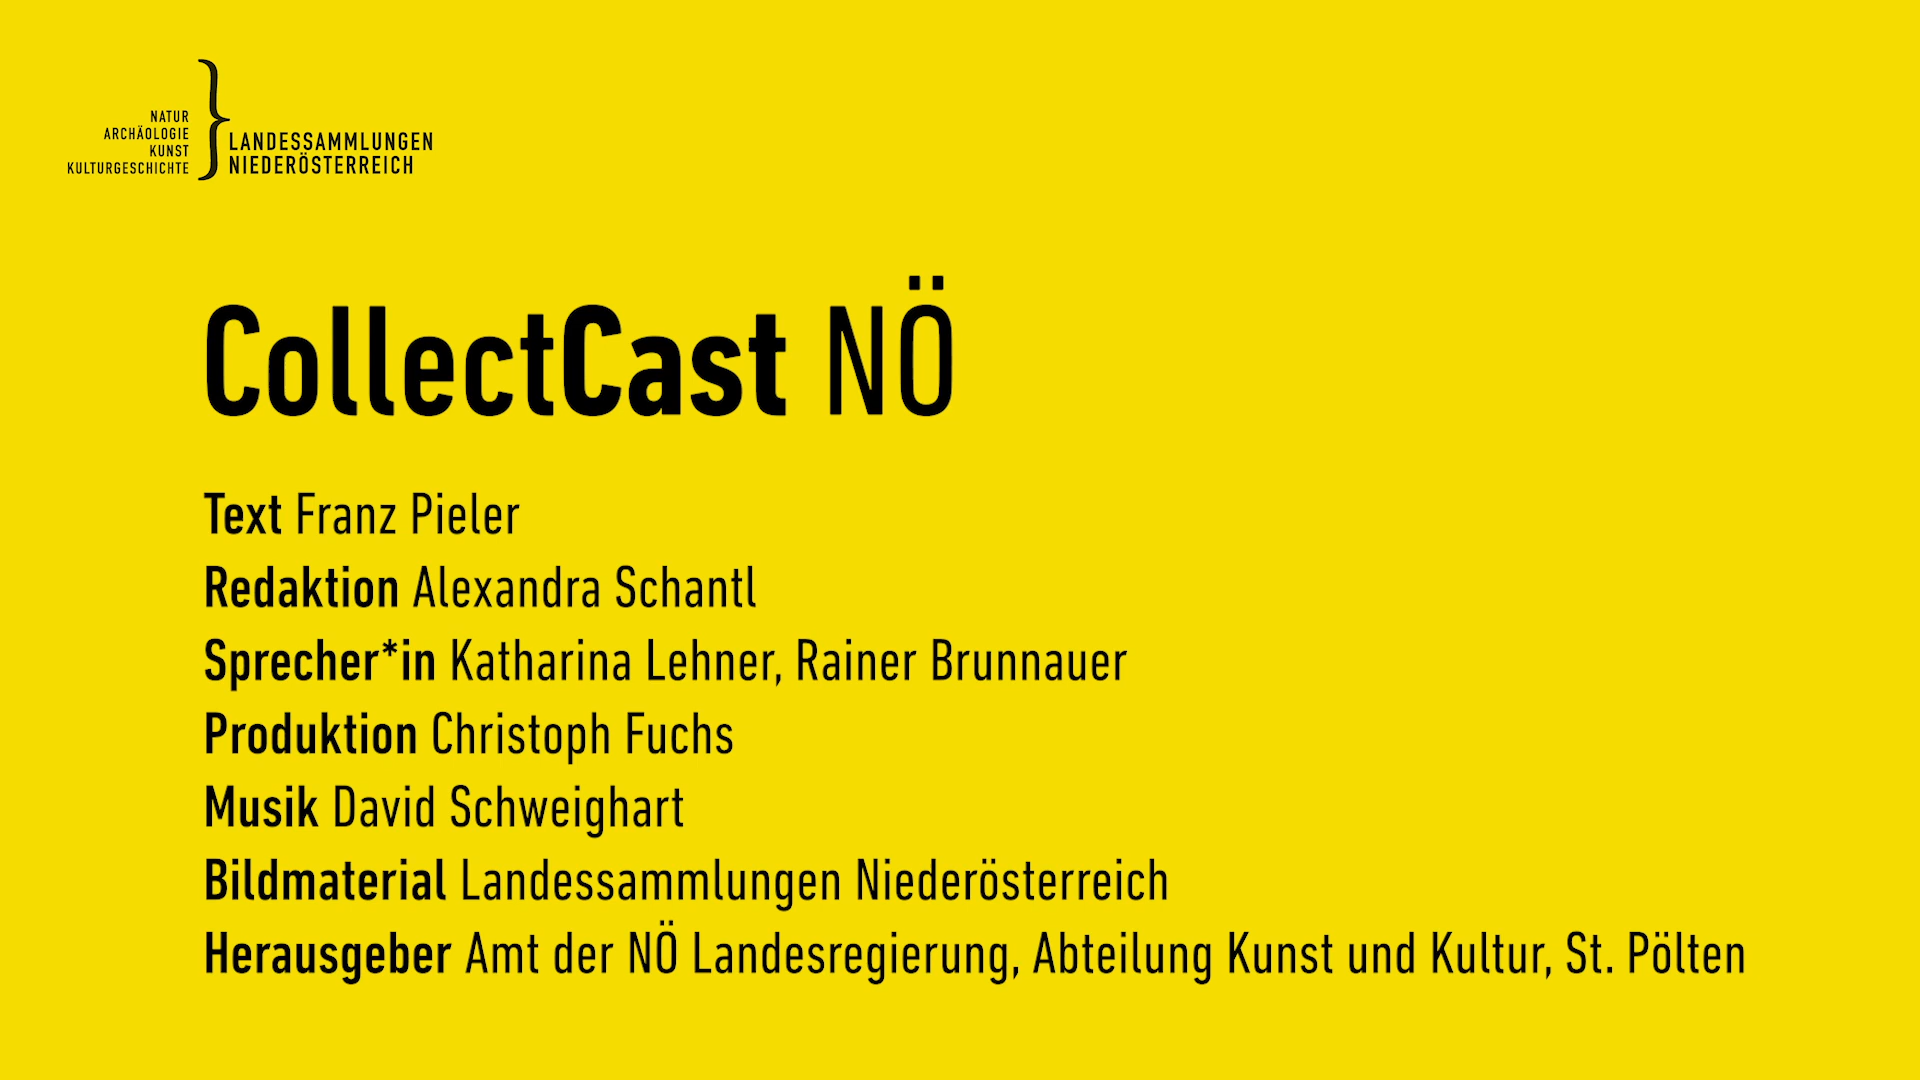 NATUR
ARCHÄOLOGIE
KUNST
KULTURGESCHICHTE
LANDESSAMMLUNGEN
NIEDERÖSTERREICH
CollectCast NÖ
Text Franz Pieler
Redaktion Alexandra Schantl
Sprecher*in Katharina Lehner, Rainer Brunnauer
Produktion Christoph Fuchs
Musik David Schweighart
Bildmaterial Landessammlungen Niederösterreich
Herausgeber Amt der NÖ Landesregierung, Abteilung Kunst und Kultur, St. Pölten